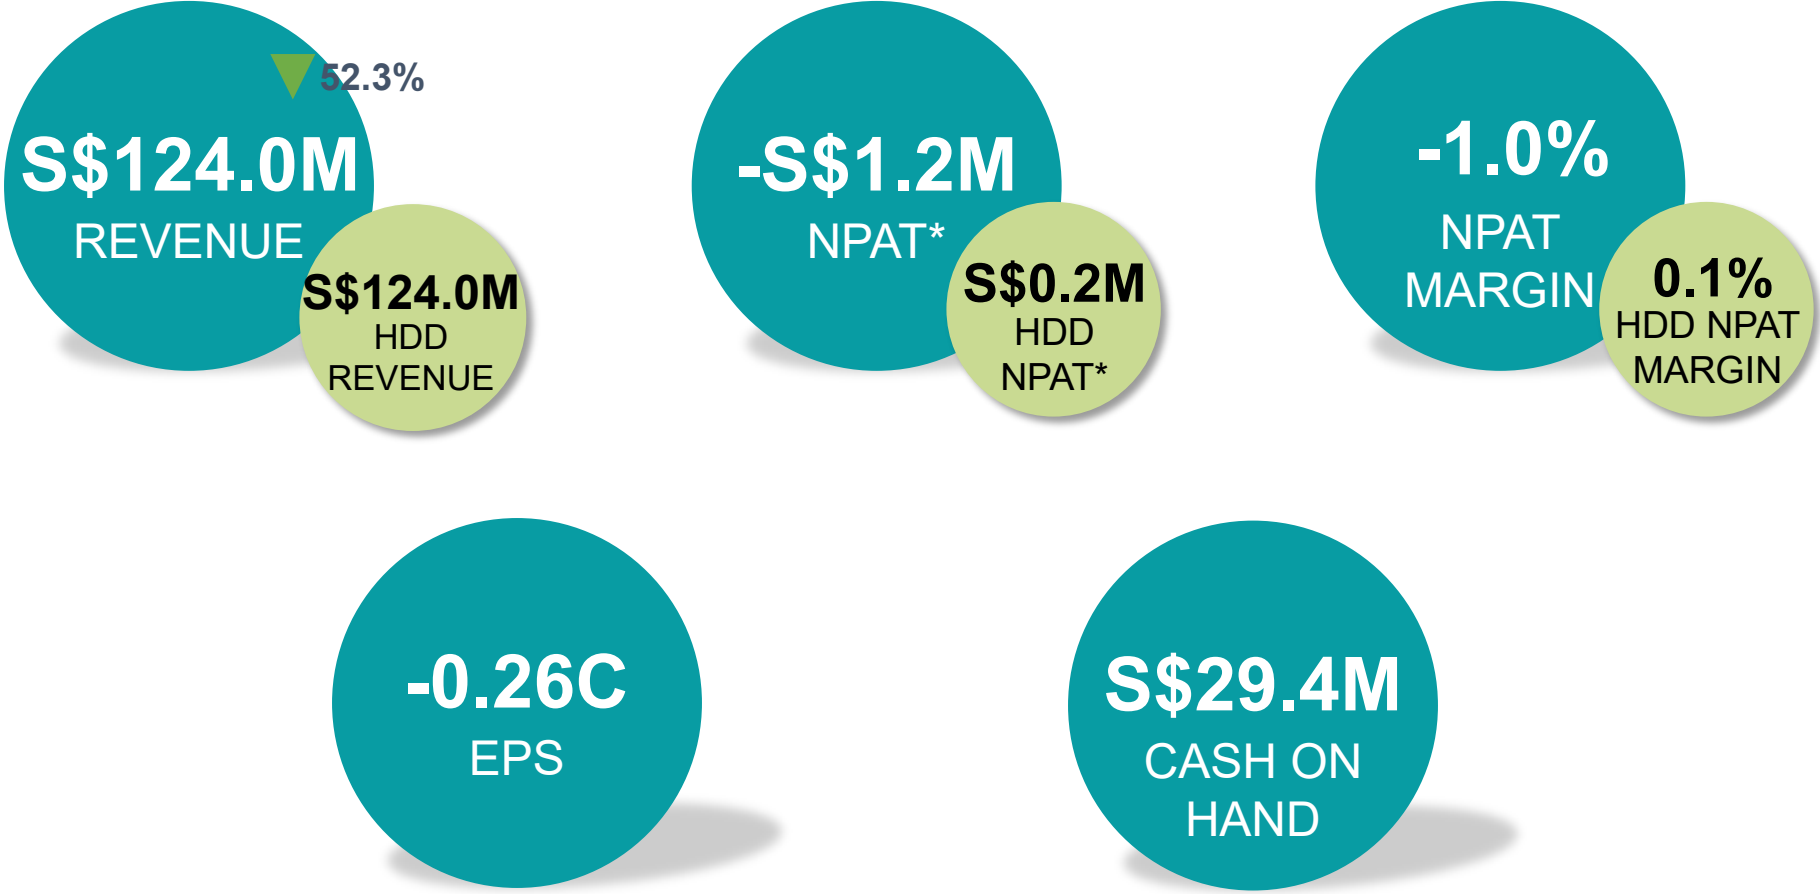 52.3%
S$124.0M
REVENUE
S$124.0M
HDD
REVENUE
-S$1.2M
NPAT*
S$0.2M
HDD
NPAT*
-1.0%
NPAT
MARGIN
0.1%
HDD NPAT
MARGIN
-0.26C
EPS
S$29.4M
CASH ON
HAND